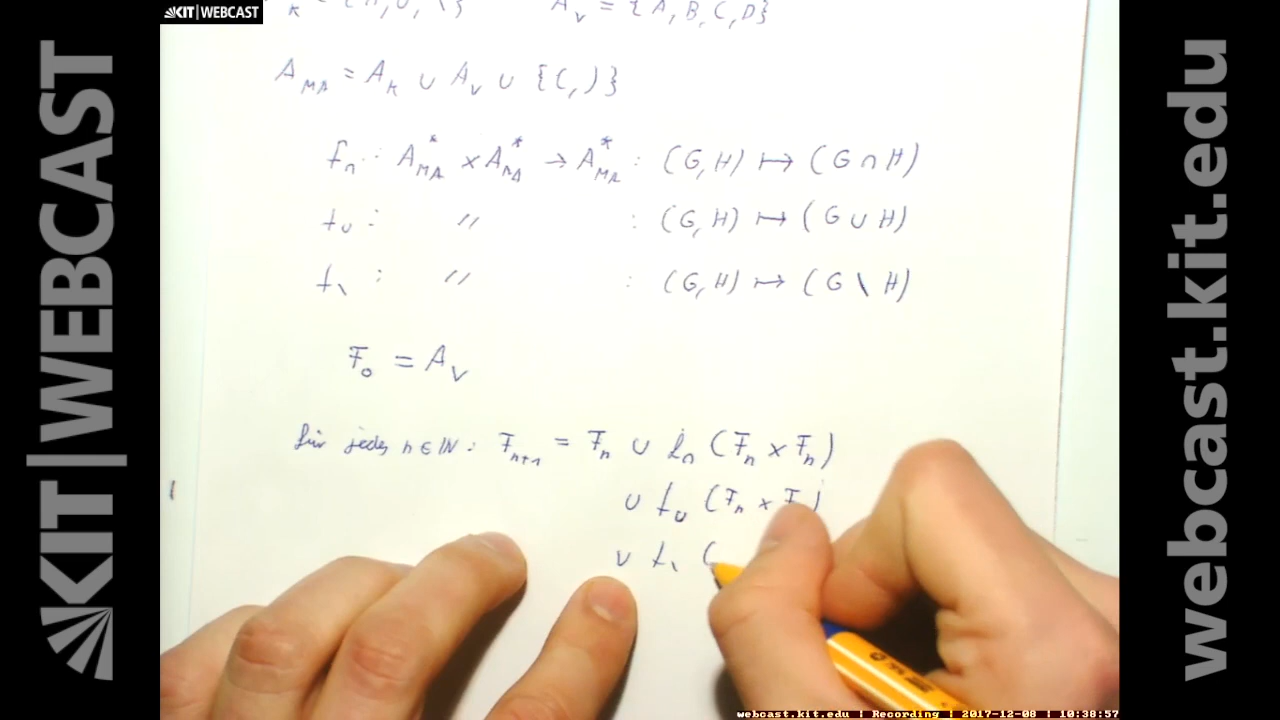 KIT | WEBCAST
A_K = {∩, ∪, \} A_V = {A, B, C, D}
A_MA = A_K ∪ A_V ∪ {(, )}
f_∩ : A*_MA × A*_MA → A*_MA : (G, H) ↦ (G ∩ H)
f_∪ : " : (G, H) ↦ (G ∪ H)
f_\ : " : (G, H) ↦ (G \ H)
F_0 = A_V
für jedes n ∈ ℕ : F_n+1 = F_n ∪ f_∩ (F_n × F_n)
∪ f_∪ (F_n × F )
∪ f_\ (
KIT | WEBCAST
webcast.kit.edu
webcast.kit.edu | Recording | 2017-12-08 | 10:38:57